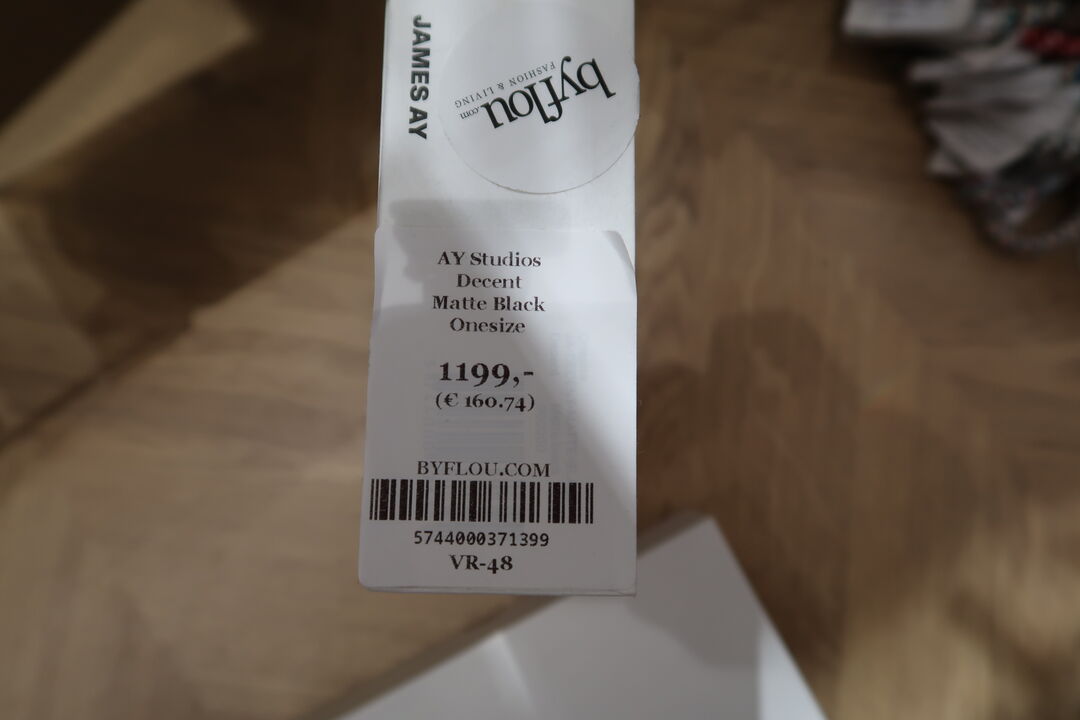 JAMES AY
byflou.com
FASHION & LIVING
AY Studios
Decent
Matte Black
Onesize
1199,-
(€ 160.74)
BYFLOU.COM
5744000371399
VR-48